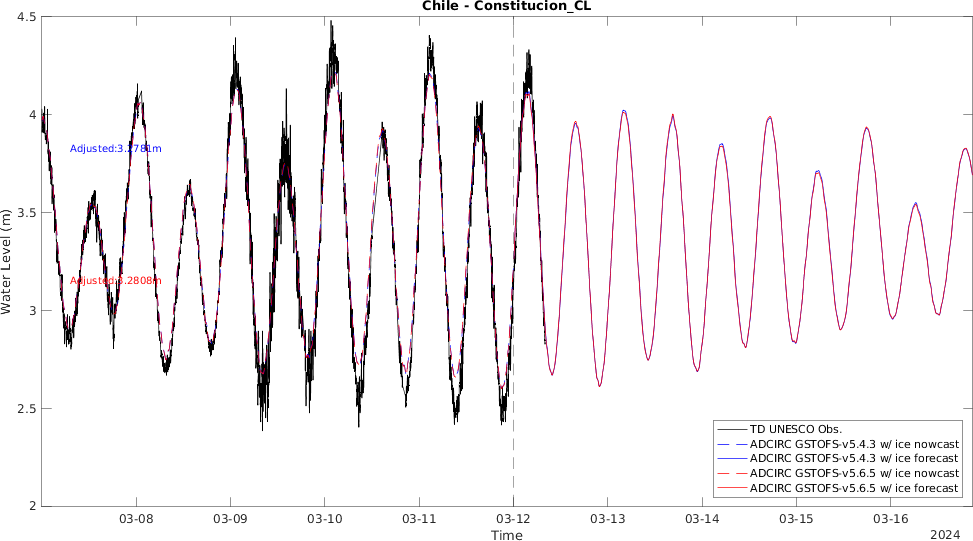 Chile - Constitucion_CL
4.5
4
3.5
3
2.5
2
Water Level (m)
Adjusted:3.2781m
Adjusted:3.2808m
TD UNESCO Obs.
ADCIRC GSTOFS-v5.4.3 w/ ice nowcast
ADCIRC GSTOFS-v5.4.3 w/ ice forecast
ADCIRC GSTOFS-v5.6.5 w/ ice nowcast
ADCIRC GSTOFS-v5.6.5 w/ ice forecast
03-08 03-09 03-10 03-11 03-12 03-13 03-14 03-15 03-16
Time
2024